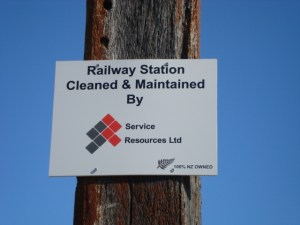 Railway Station
Cleaned & Maintained
By
Service
Resources Ltd
100% NZ OWNED